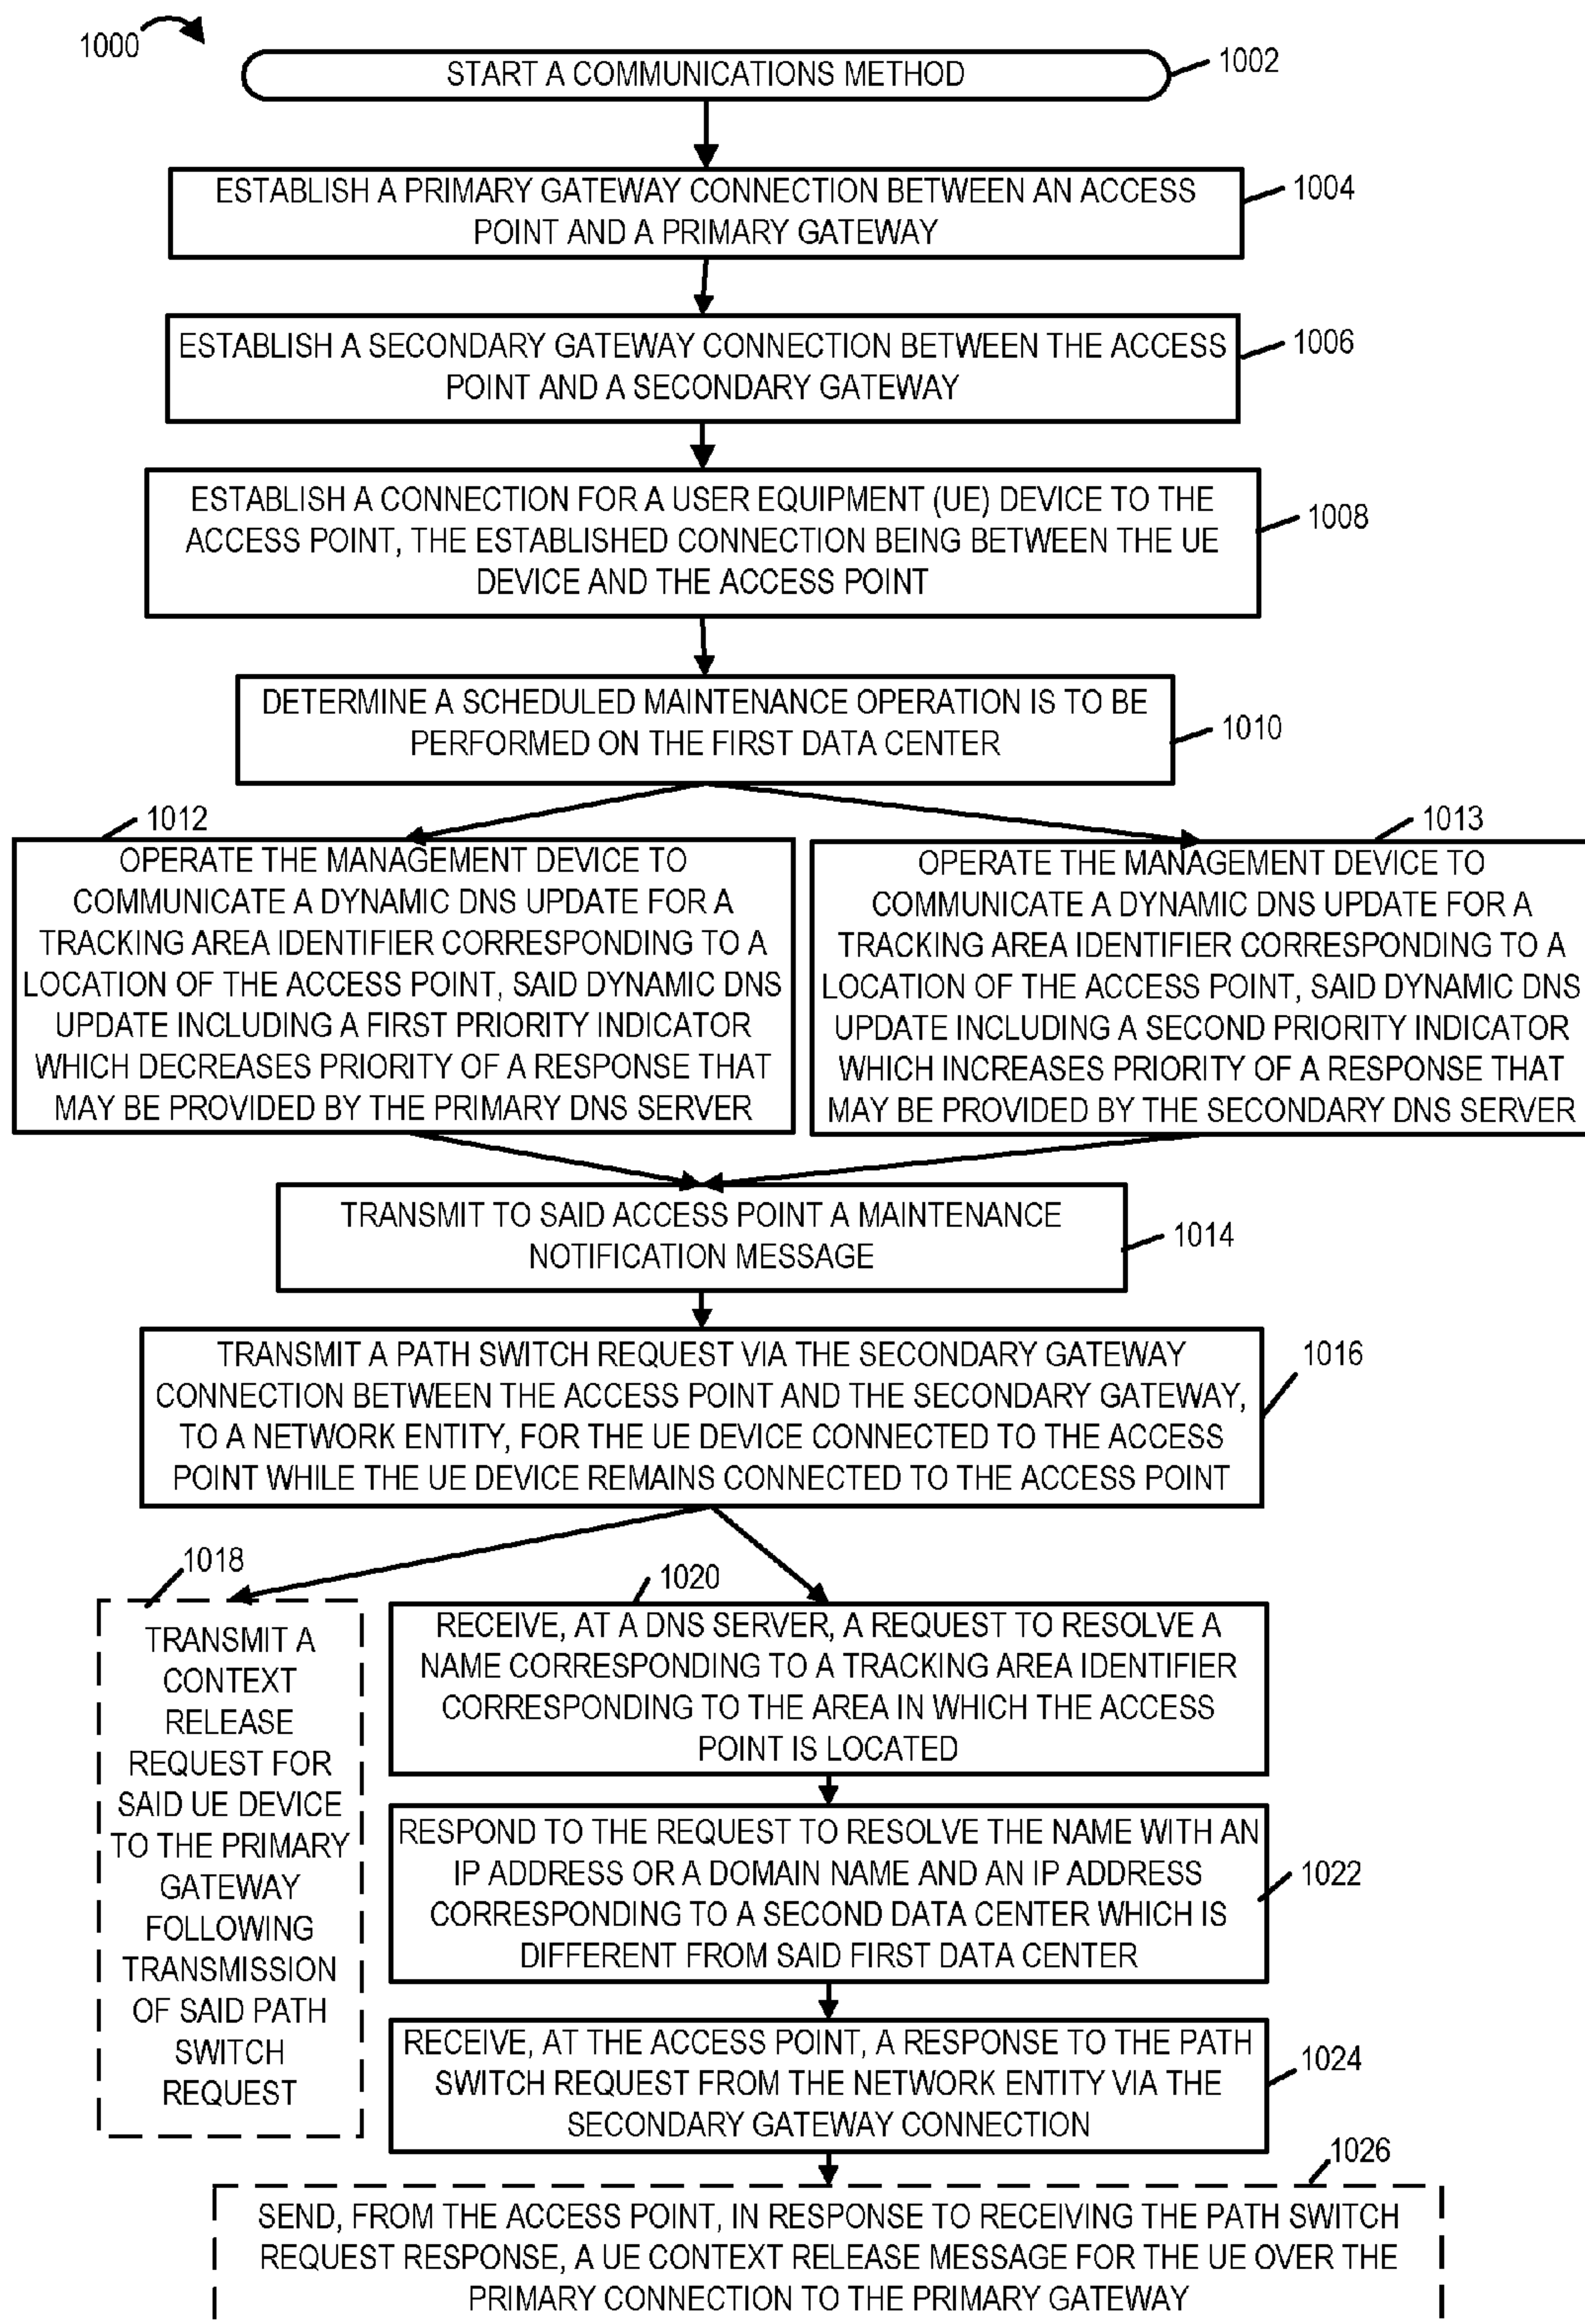 1000
START A COMMUNICATIONS METHOD
1002
ESTABLISH A PRIMARY GATEWAY CONNECTION BETWEEN AN ACCESS
POINT AND A PRIMARY GATEWAY
1004
ESTABLISH A SECONDARY GATEWAY CONNECTION BETWEEN THE ACCESS
POINT AND A SECONDARY GATEWAY
1006
ESTABLISH A CONNECTION FOR A USER EQUIPMENT (UE) DEVICE TO THE
ACCESS POINT, THE ESTABLISHED CONNECTION BEING BETWEEN THE UE
DEVICE AND THE ACCESS POINT
1008
DETERMINE A SCHEDULED MAINTENANCE OPERATION IS TO BE
PERFORMED ON THE FIRST DATA CENTER
1010
1012
OPERATE THE MANAGEMENT DEVICE TO
COMMUNICATE A DYNAMIC DNS UPDATE FOR A
TRACKING AREA IDENTIFIER CORRESPONDING TO A
LOCATION OF THE ACCESS POINT, SAID DYNAMIC DNS
UPDATE INCLUDING A FIRST PRIORITY INDICATOR
WHICH DECREASES PRIORITY OF A RESPONSE THAT
MAY BE PROVIDED BY THE PRIMARY DNS SERVER
1013
OPERATE THE MANAGEMENT DEVICE TO
COMMUNICATE A DYNAMIC DNS UPDATE FOR A
TRACKING AREA IDENTIFIER CORRESPONDING TO A
LOCATION OF THE ACCESS POINT, SAID DYNAMIC DNS
UPDATE INCLUDING A SECOND PRIORITY INDICATOR
WHICH INCREASES PRIORITY OF A RESPONSE THAT
MAY BE PROVIDED BY THE SECONDARY DNS SERVER
TRANSMIT TO SAID ACCESS POINT A MAINTENANCE
NOTIFICATION MESSAGE
1014
TRANSMIT A PATH SWITCH REQUEST VIA THE SECONDARY GATEWAY
CONNECTION BETWEEN THE ACCESS POINT AND THE SECONDARY GATEWAY,
TO A NETWORK ENTITY, FOR THE UE DEVICE CONNECTED TO THE ACCESS
POINT WHILE THE UE DEVICE REMAINS CONNECTED TO THE ACCESS POINT
1016
1018
TRANSMIT A
CONTEXT
RELEASE
REQUEST FOR
SAID UE DEVICE
TO THE PRIMARY
GATEWAY
FOLLOWING
TRANSMISSION
OF SAID PATH
SWITCH
REQUEST
1020
RECEIVE, AT A DNS SERVER, A REQUEST TO RESOLVE A
NAME CORRESPONDING TO A TRACKING AREA IDENTIFIER
CORRESPONDING TO THE AREA IN WHICH THE ACCESS
POINT IS LOCATED
RESPOND TO THE REQUEST TO RESOLVE THE NAME WITH AN
IP ADDRESS OR A DOMAIN NAME AND AN IP ADDRESS
CORRESPONDING TO A SECOND DATA CENTER WHICH IS
DIFFERENT FROM SAID FIRST DATA CENTER
1022
RECEIVE, AT THE ACCESS POINT, A RESPONSE TO THE PATH
SWITCH REQUEST FROM THE NETWORK ENTITY VIA THE
SECONDARY GATEWAY CONNECTION
1024
1026
SEND, FROM THE ACCESS POINT, IN RESPONSE TO RECEIVING THE PATH SWITCH
REQUEST RESPONSE, A UE CONTEXT RELEASE MESSAGE FOR THE UE OVER THE
PRIMARY CONNECTION TO THE PRIMARY GATEWAY